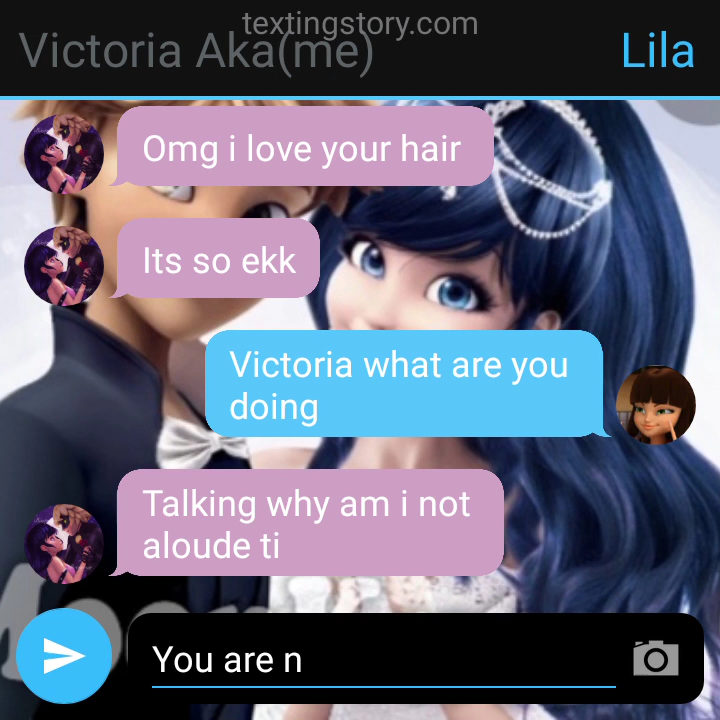 textingstory.com
Victoria Aka(me)
Lila
Omg i love your hair
Its so ekk
Victoria what are you
doing
Talking why am i not
aloude ti
You are n